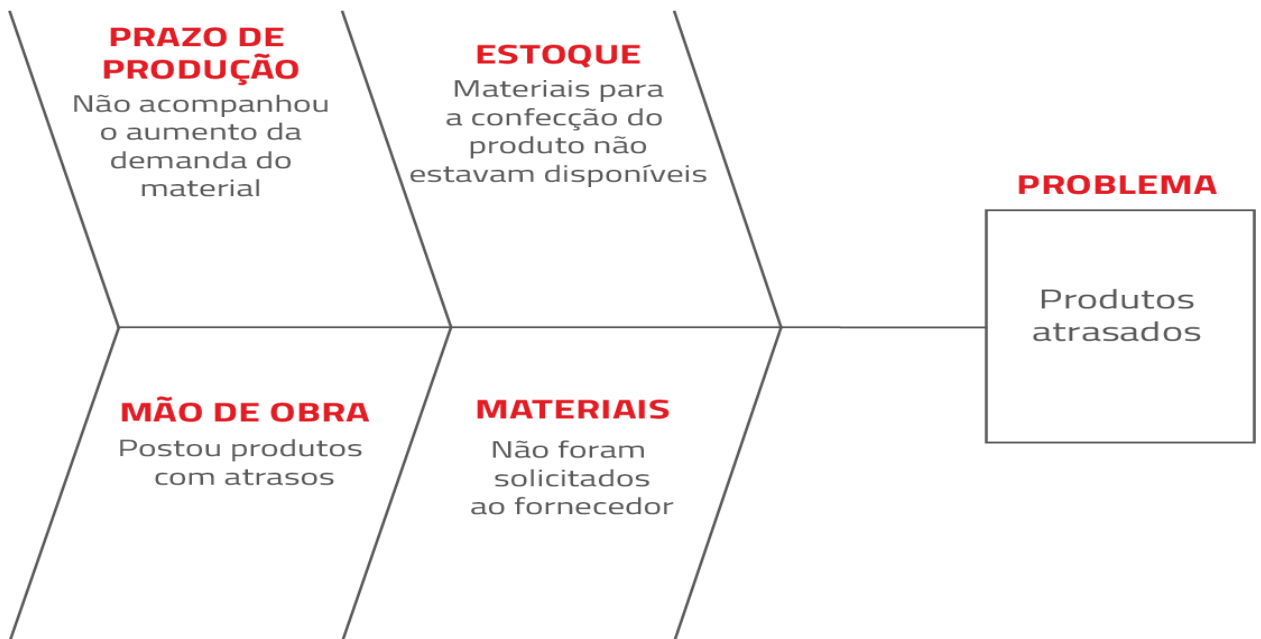 PRAZO DE
PRODUÇÃO
Não acompanhou
o aumento da
demanda do
material
ESTOQUE
Materiais para
a confecção do
produto não
estavam disponíveis
PROBLEMA
Produtos
atrasados
MÃO DE OBRA
Postou produtos
com atrasos
MATERIAIS
Não foram
solicitados
ao fornecedor